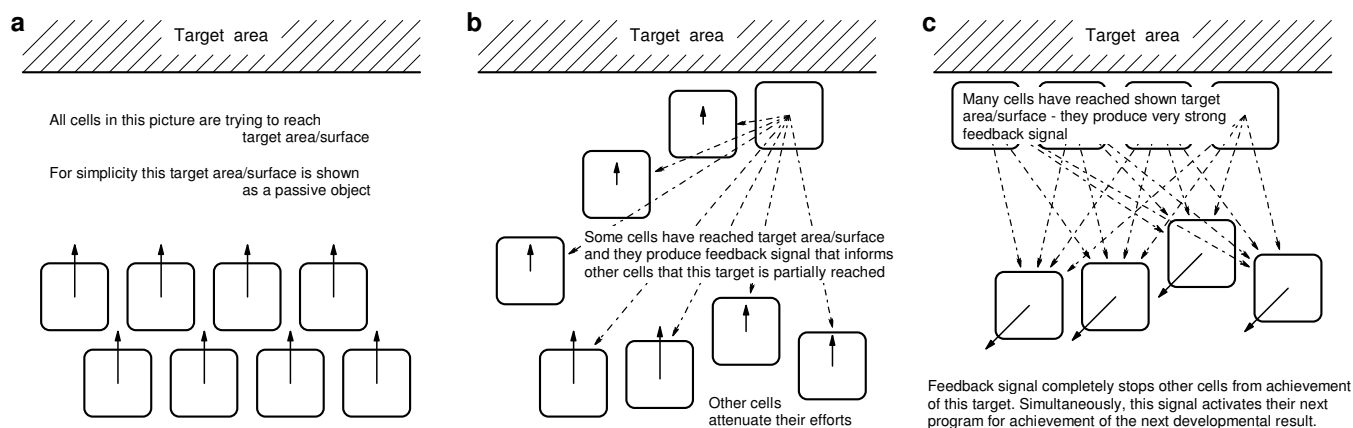 a
Target area
All cells in this picture are trying to reach
target area/surface
For simplicity this target area/surface is shown
as a passive object
b
Target area
Some cells have reached target area/surface
and they produce feedback signal that informs
other cells that this target is partially reached
Other cells
attenuate their efforts
c
Target area
Many cells have reached shown target
area/surface - they produce very strong
feedback signal
Feedback signal completely stops other cells from achievement
of this target. Simultaneously, this signal activates their next
program for achievement of the next developmental result.